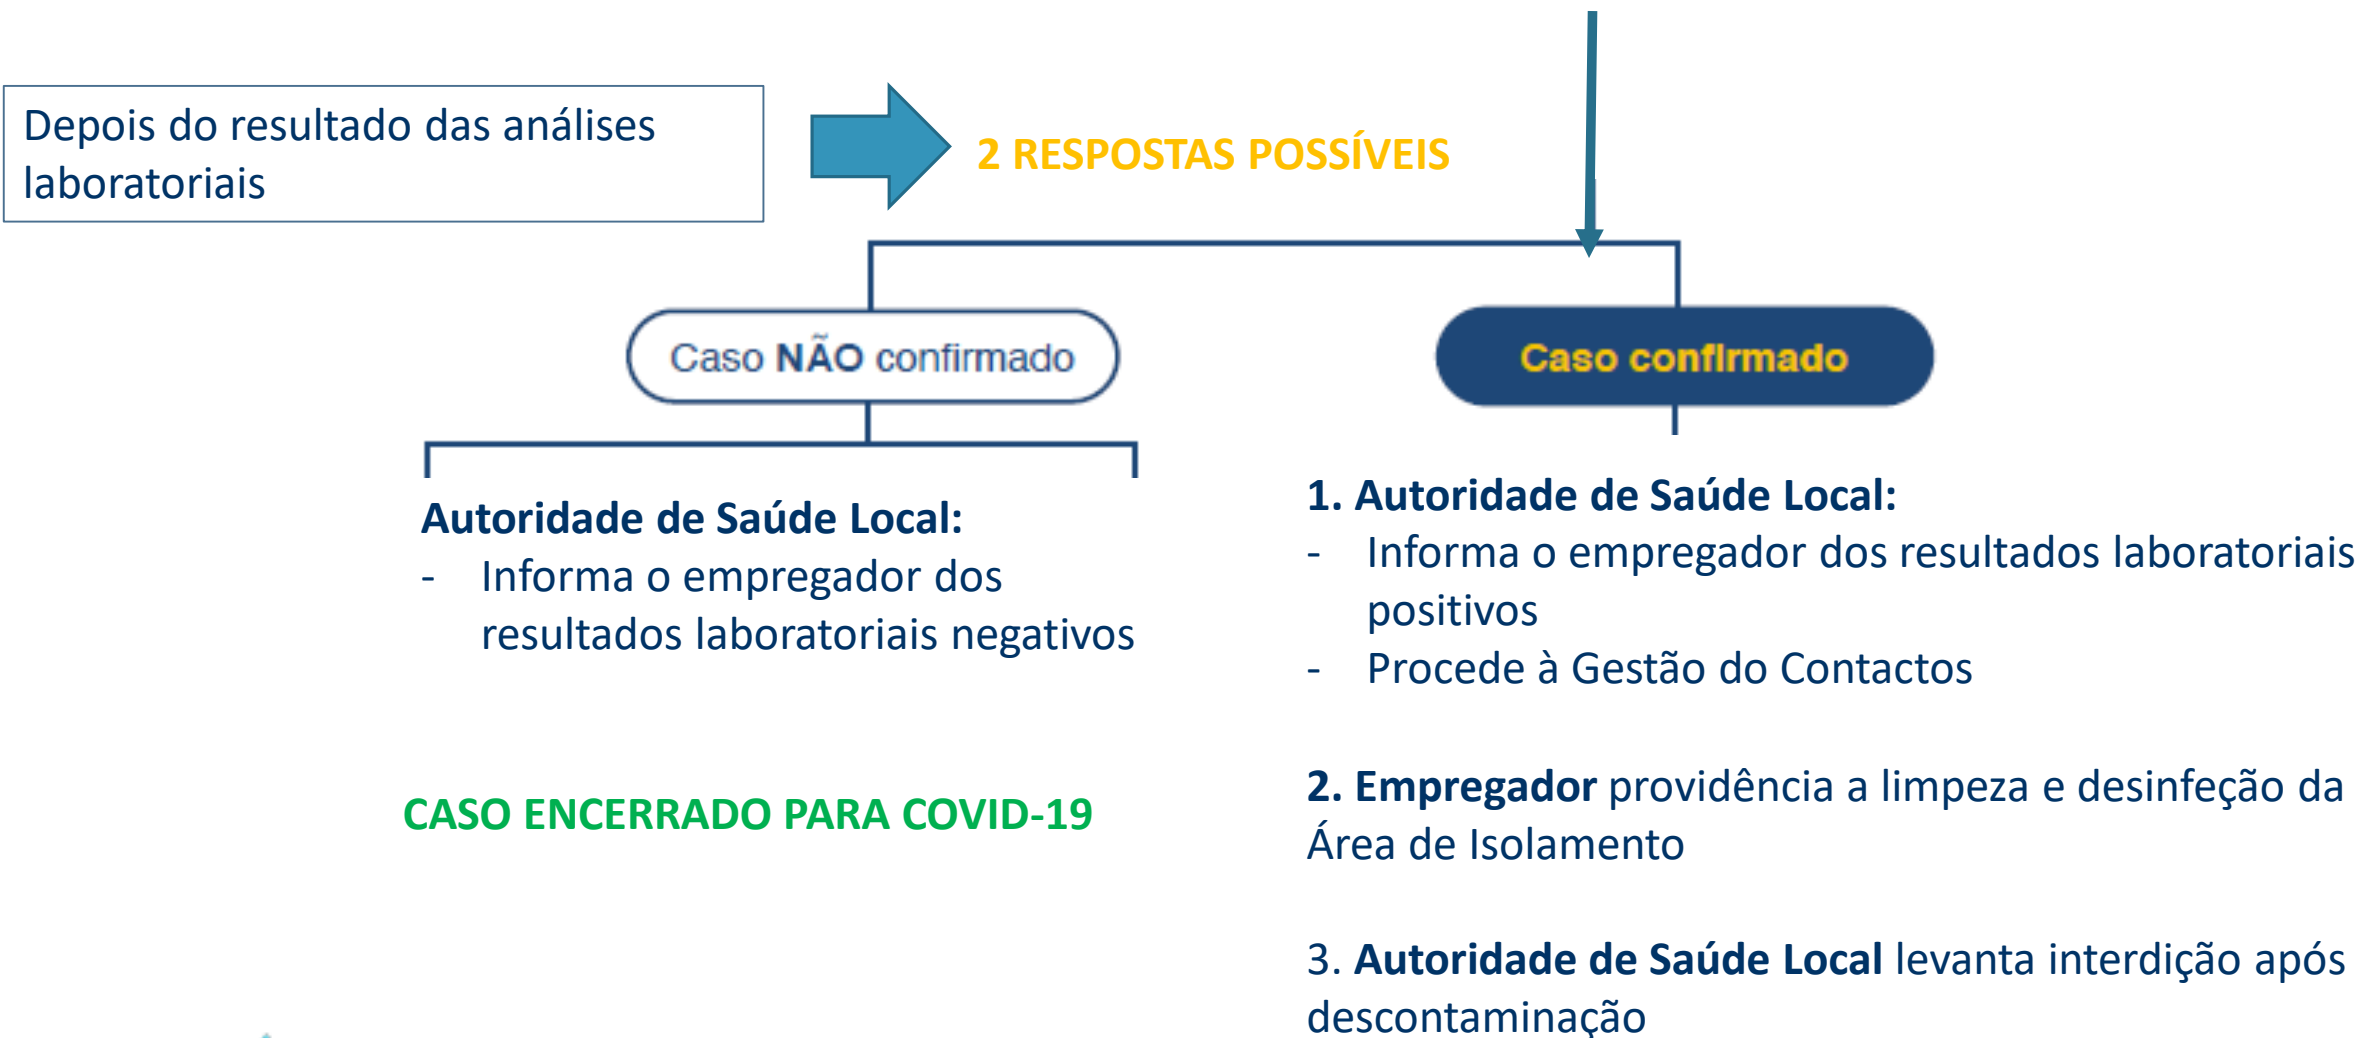 Depois do resultado das análises
laboratoriais
2 RESPOSTAS POSSÍVEIS
Caso NÃO confirmado
Autoridade de Saúde Local:
- Informa o empregador dos
resultados laboratoriais negativos
CASO ENCERRADO PARA COVID-19
Caso confirmado
1. Autoridade de Saúde Local:
- Informa o empregador dos resultados laboratoriais
positivos
- Procede à Gestão do Contactos
2. Empregador providência a limpeza e desinfeção da
Área de Isolamento
3. Autoridade de Saúde Local levanta interdição após
descontaminação